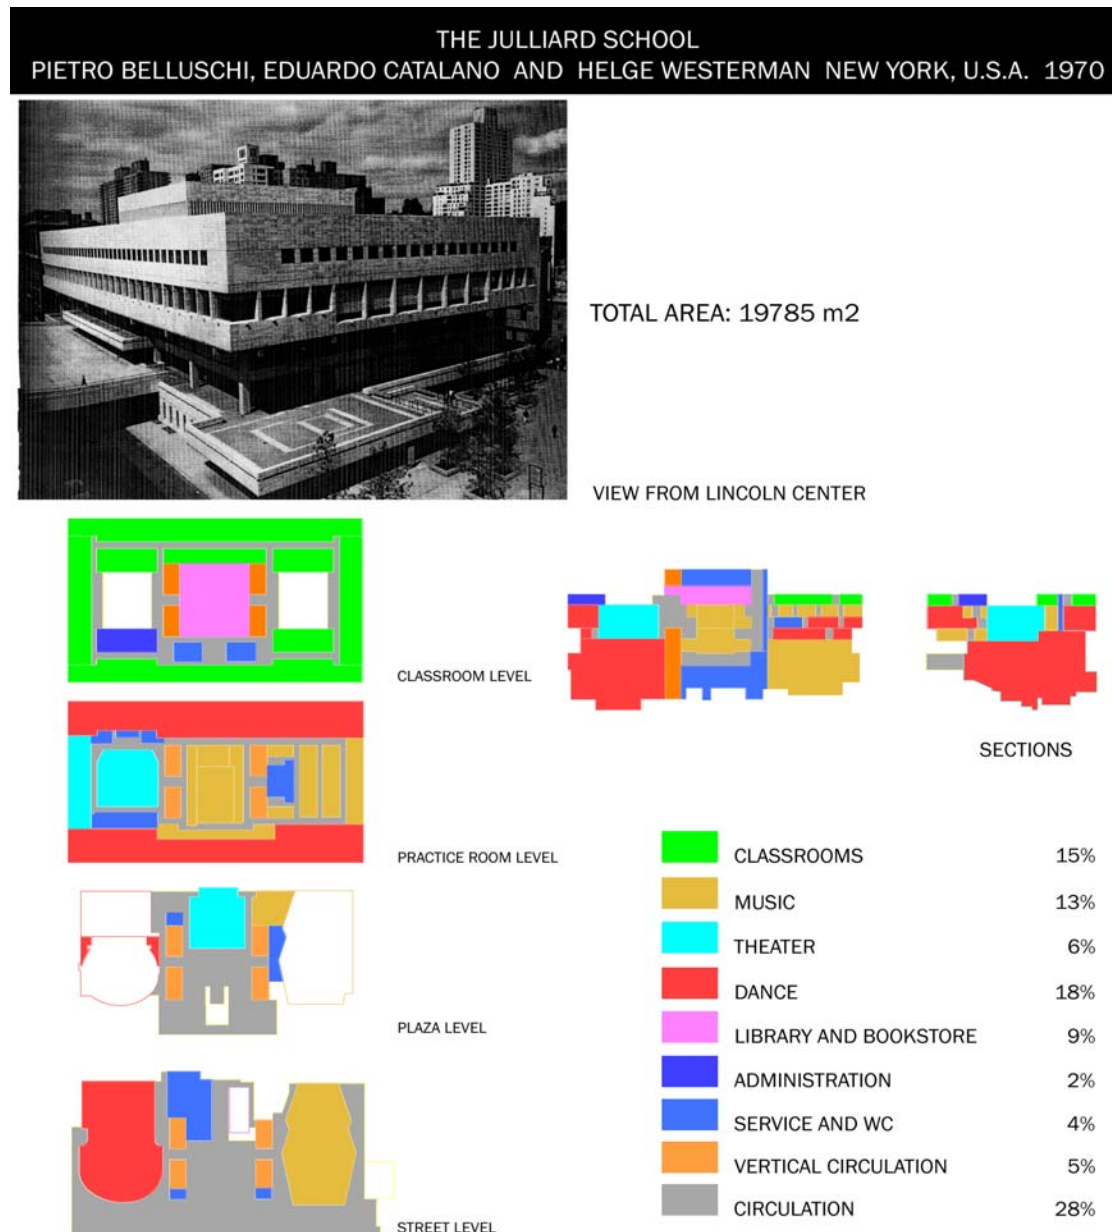 THE JULLIARD SCHOOL
PIETRO BELLUSCHI, EDUARDO CATALANO AND HELGE WESTERMAN NEW YORK, U.S.A. 1970
TOTAL AREA: 19785 m2
VIEW FROM LINCOLN CENTER
CLASSROOM LEVEL
PRACTICE ROOM LEVEL
PLAZA LEVEL
STREET LEVEL
SECTIONS
CLASSROOMS 15%
MUSIC 13%
THEATER 6%
DANCE 18%
LIBRARY AND BOOKSTORE 9%
ADMINISTRATION 2%
SERVICE AND WC 4%
VERTICAL CIRCULATION 5%
CIRCULATION 28%